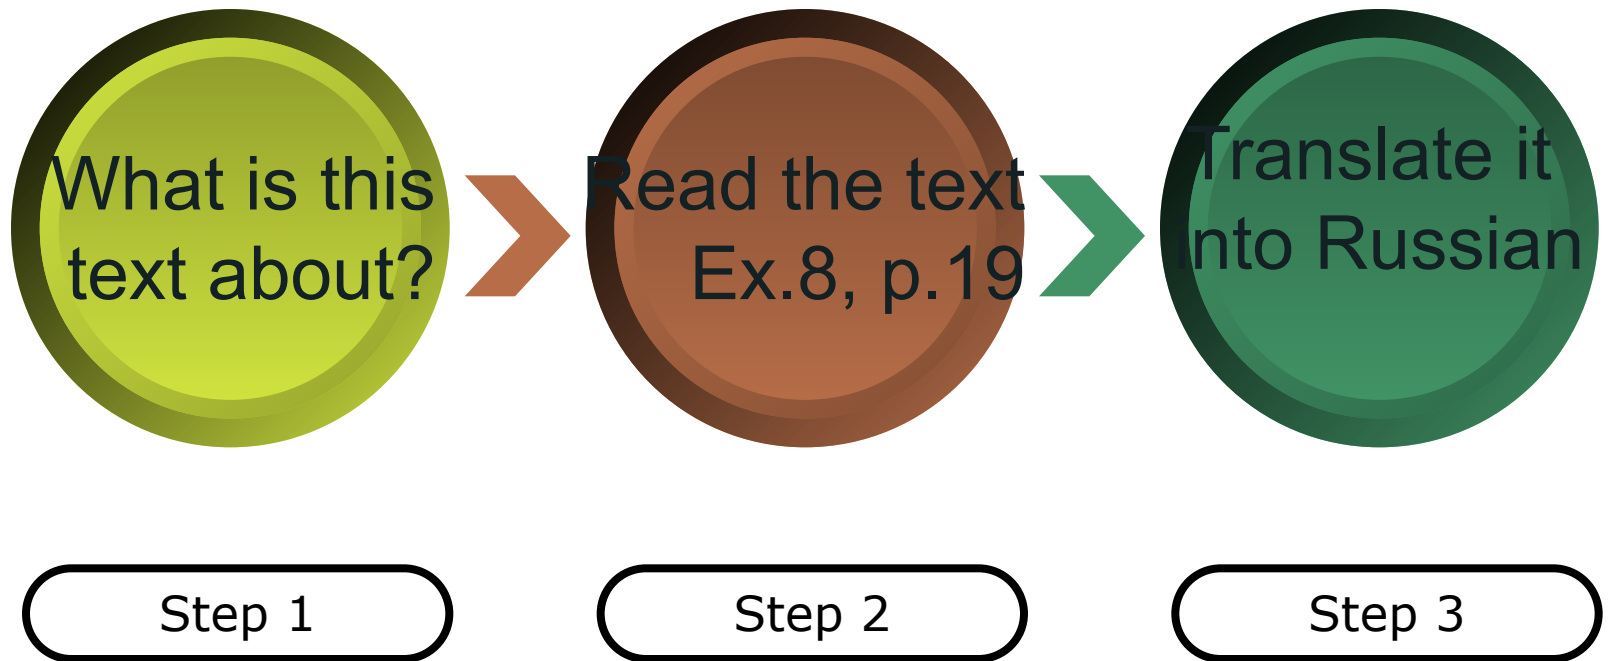 What is this
text about?
Read the text
Ex.8, p.19
Translate it
into Russian
Step 1
Step 2
Step 3